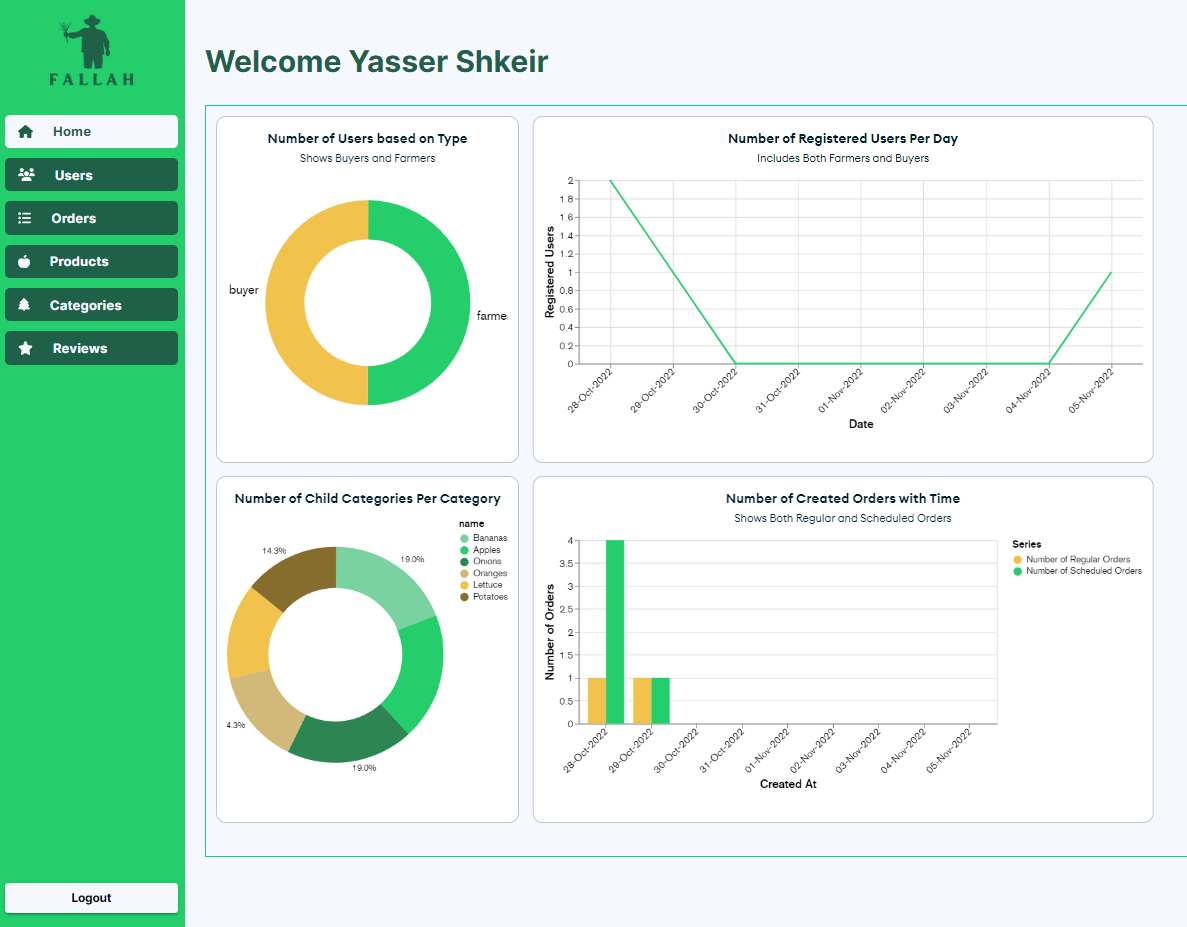 FALLAH
Home
Users
Orders
Products
Categories
Reviews
Logout
Welcome Yasser Shkeir
Number of Users based on Type
Shows Buyers and Farmers
buyer
farme
Number of Registered Users Per Day
Includes Both Farmers and Buyers
Registered Users
2
1.8
1.6
1.4
1.2
1
0.8
0.6
0.4
0.2
0
28-Oct-2022
29-Oct-2022
30-Oct-2022
31-Oct-2022
01-Nov-2022
02-Nov-2022
03-Nov-2022
04-Nov-2022
05-Nov-2022
Date
Number of Child Categories Per Category
name
Bananas
Apples
Onions
Oranges
Lettuce
Potatoes
14.3%
19.0%
4.3%
19.0%
Number of Created Orders with Time
Shows Both Regular and Scheduled Orders
Number of Orders
4
3.5
3
2.5
2
1.5
1
0.5
0
28-Oct-2022
29-Oct-2022
30-Oct-2022
31-Oct-2022
01-Nov-2022
02-Nov-2022
03-Nov-2022
04-Nov-2022
05-Nov-2022
Created At
Series
Number of Regular Orders
Number of Scheduled Orders